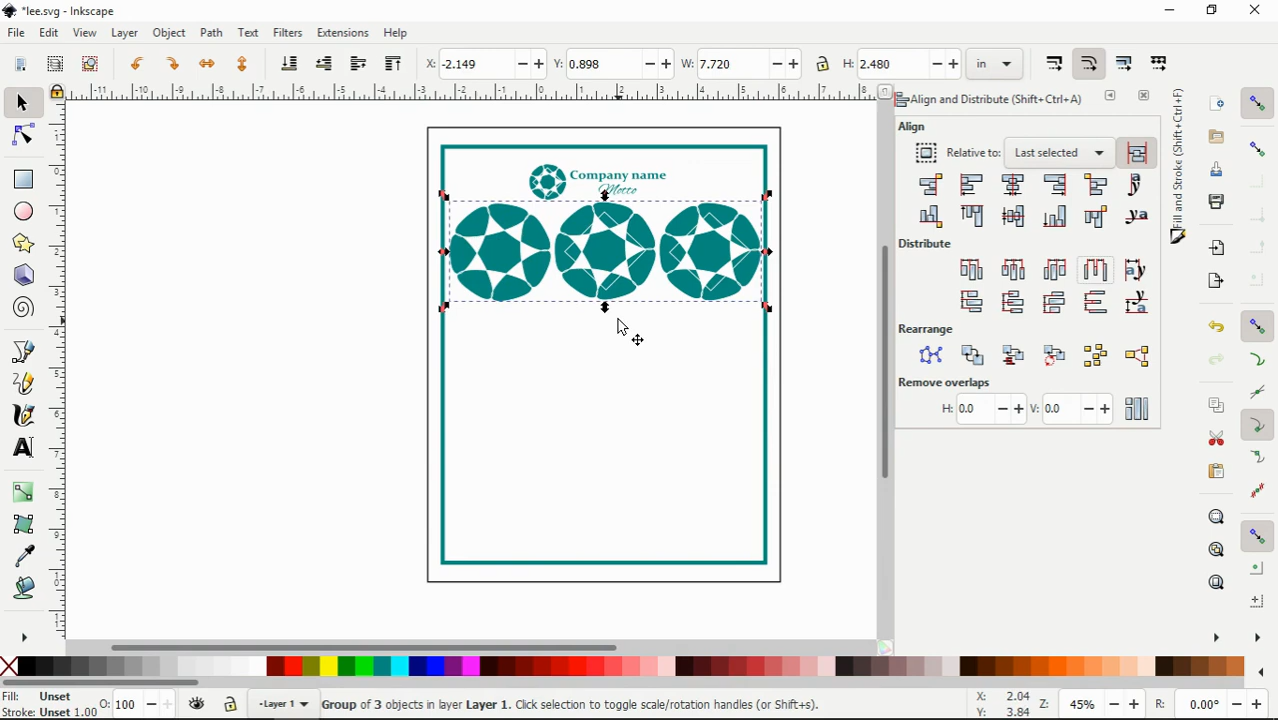 *lee.svg - Inkscape
File Edit View Layer Object Path Text Filters Extensions Help
X: -2.149 Y: 0.898 W: 7.720 H: 2.480 in
Align and Distribute (Shift+Ctrl+A)
Fill and Stroke (Shift+Ctrl+F)
Align
Relative to: Last selected
Distribute
Rearrange
Remove overlaps
H: 0.0 V: 0.0
Company name
Motto
Fill: Unset
Stroke: Unset 1.00
O: 100
-Layer 1
Group of 3 objects in layer Layer 1. Click selection to toggle scale/rotation handles (or Shift+s).
X: 2.04
Y: 3.84
Z: 45%
R: 0.00°